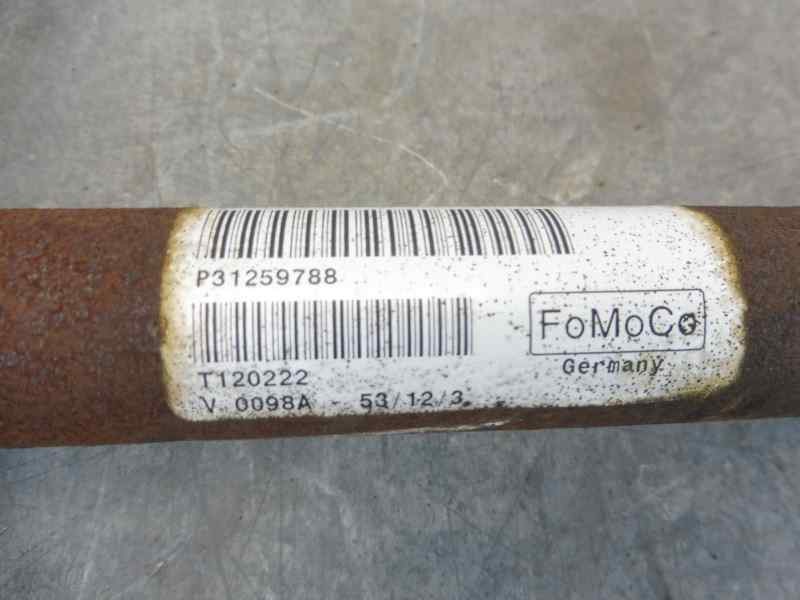 P31259788
FoMoCo
T120222
Germany
V 0098A - 53/12/3